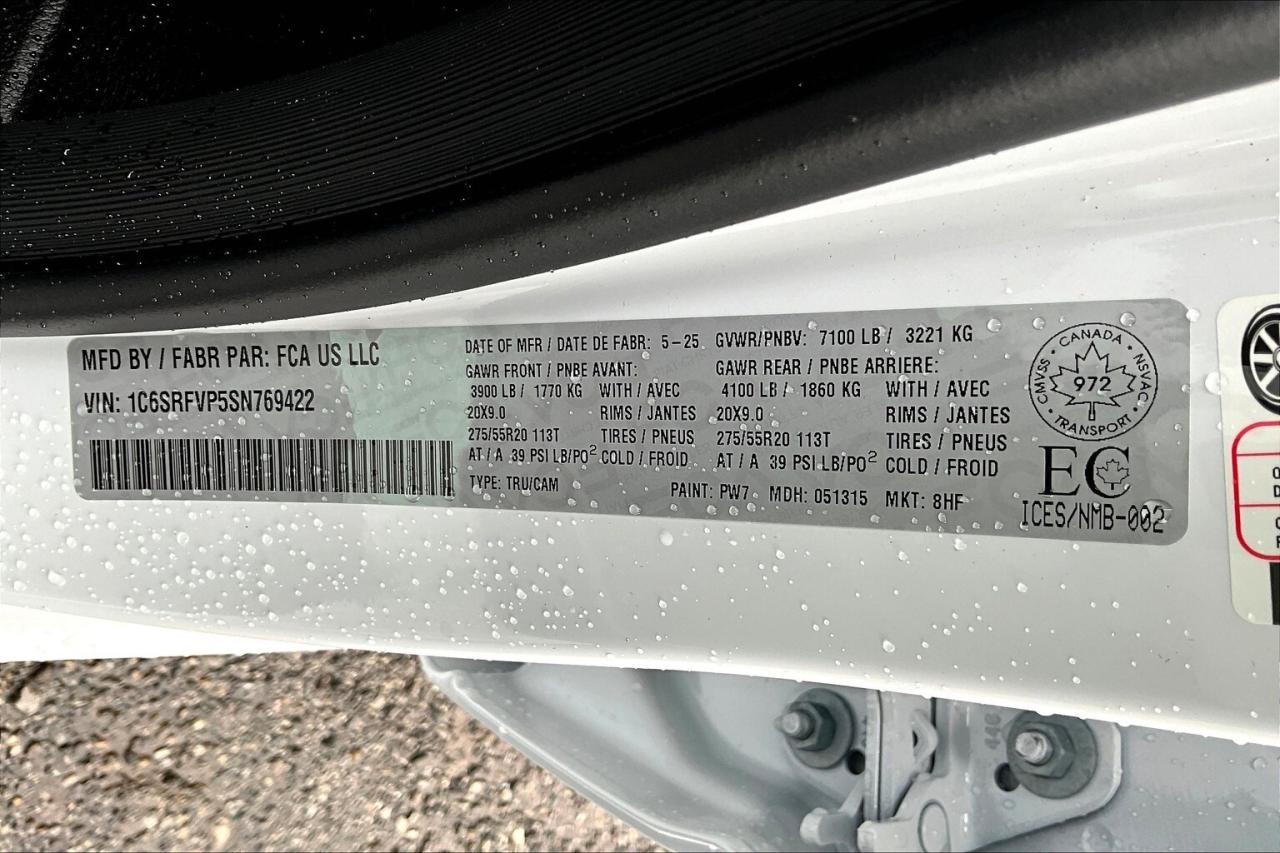 MFD BY / FABR PAR: FCA US LLC
VIN: 1C6SRFVP5SN769422
DATE OF MFR / DATE DE FABR: 5-25
GVWR/PNBV: 7100 LB / 3221 KG
GAWR FRONT / PNBE AVANT:
3900 LB / 1770 KG WITH / AVEC
20X9.0 RIMS / JANTES
275/55R20 113T TIRES / PNEUS
AT / A 39 PSI LB/PO² COLD / FROID
GAWR REAR / PNBE ARRIERE:
4100 LB / 1860 KG WITH / AVEC
20X9.0 RIMS / JANTES
275/55R20 113T TIRES / PNEUS
AT / A 39 PSI LB/PO² COLD / FROID
TYPE: TRU/CAM
PAINT: PW7 MDH: 051315 MKT: 8HF
CANADA
CMVSS 972 NSVAC
TRANSPORT
EC
ICES/NMB-002
446